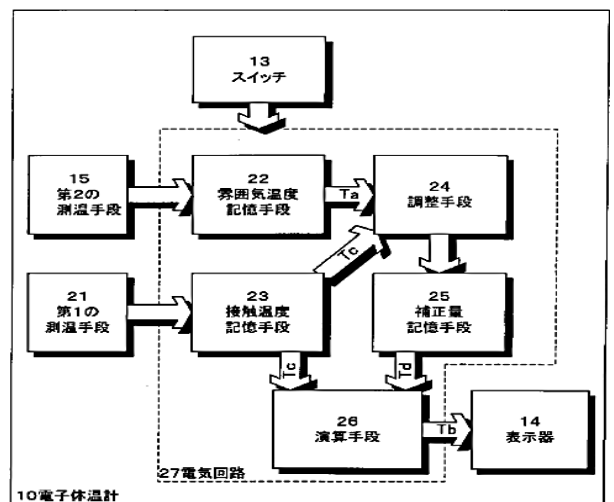 13
スイッチ
15
第2の
測温手段
22
雰囲気温度
記憶手段
Ta
24
調整手段
Tc
21
第1の
測温手段
23
接触温度
記憶手段
25
補正量
記憶手段
Tc
Td
26
演算手段
Tb
14
表示器
27電気回路
10電子体温計